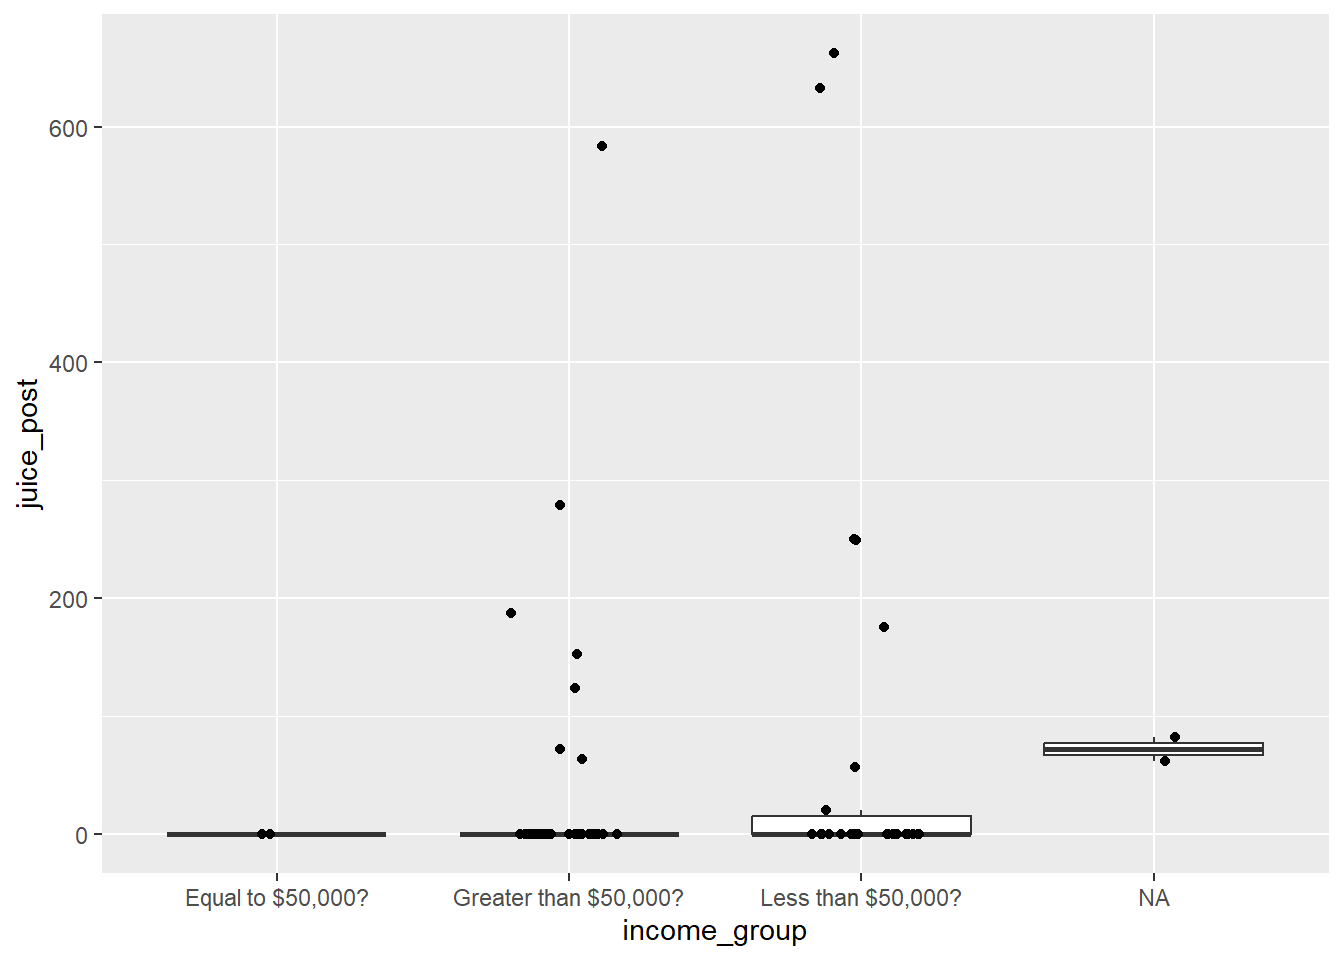 juice_post
600
400
200
0
Equal to $50,000? Greater than $50,000? Less than $50,000? NA
income_group